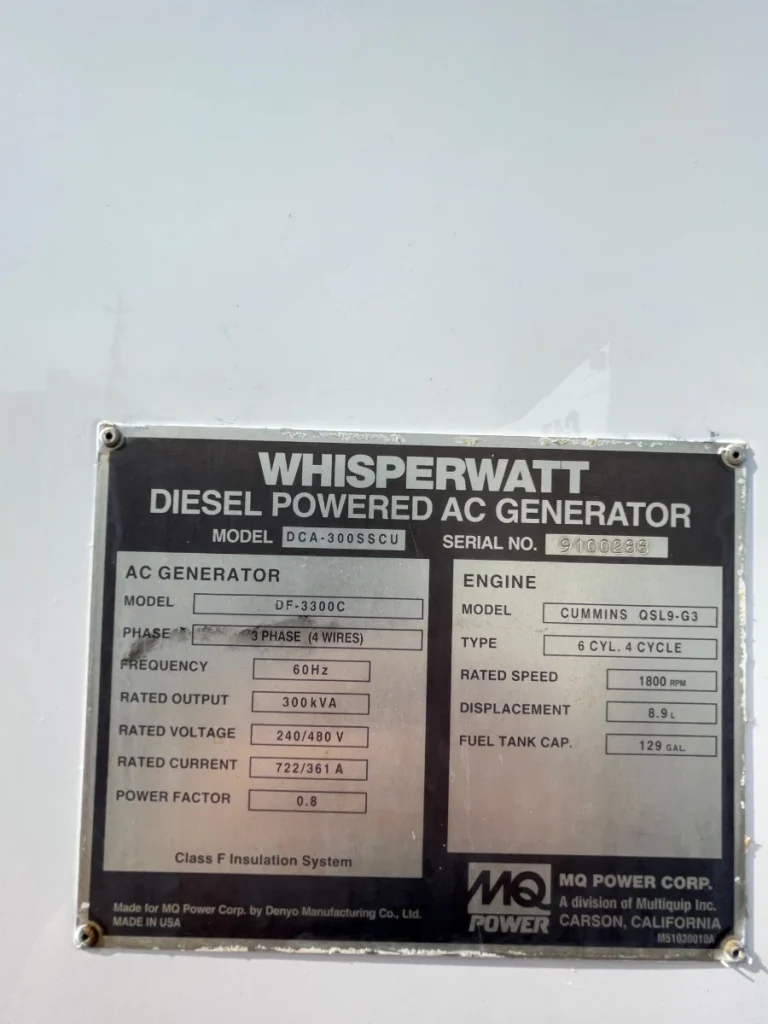 WHISPERWATT
DIESEL POWERED AC GENERATOR
MODEL DCA-300SSCU
SERIAL NO.
AC GENERATOR
MODEL DF-3300C
PHASE 3 PHASE (4 WIRES)
FREQUENCY 60Hz
RATED OUTPUT 300kVA
RATED VOLTAGE 240/480 V
RATED CURRENT 722/361 A
POWER FACTOR 0.8
Class F Insulation System
ENGINE
MODEL CUMMINS QSL9-G3
TYPE 6 CYL. 4 CYCLE
RATED SPEED 1800 RPM
DISPLACEMENT 8.9 L
FUEL TANK CAP. 129 GAL.
Made for MQ Power Corp. by Denyo Manufacturing Co., Ltd.
MADE IN USA
MQ
POWER
MQ POWER CORP.
A division of Multiquip Inc.
CARSON, CALIFORNIA
M51030010A